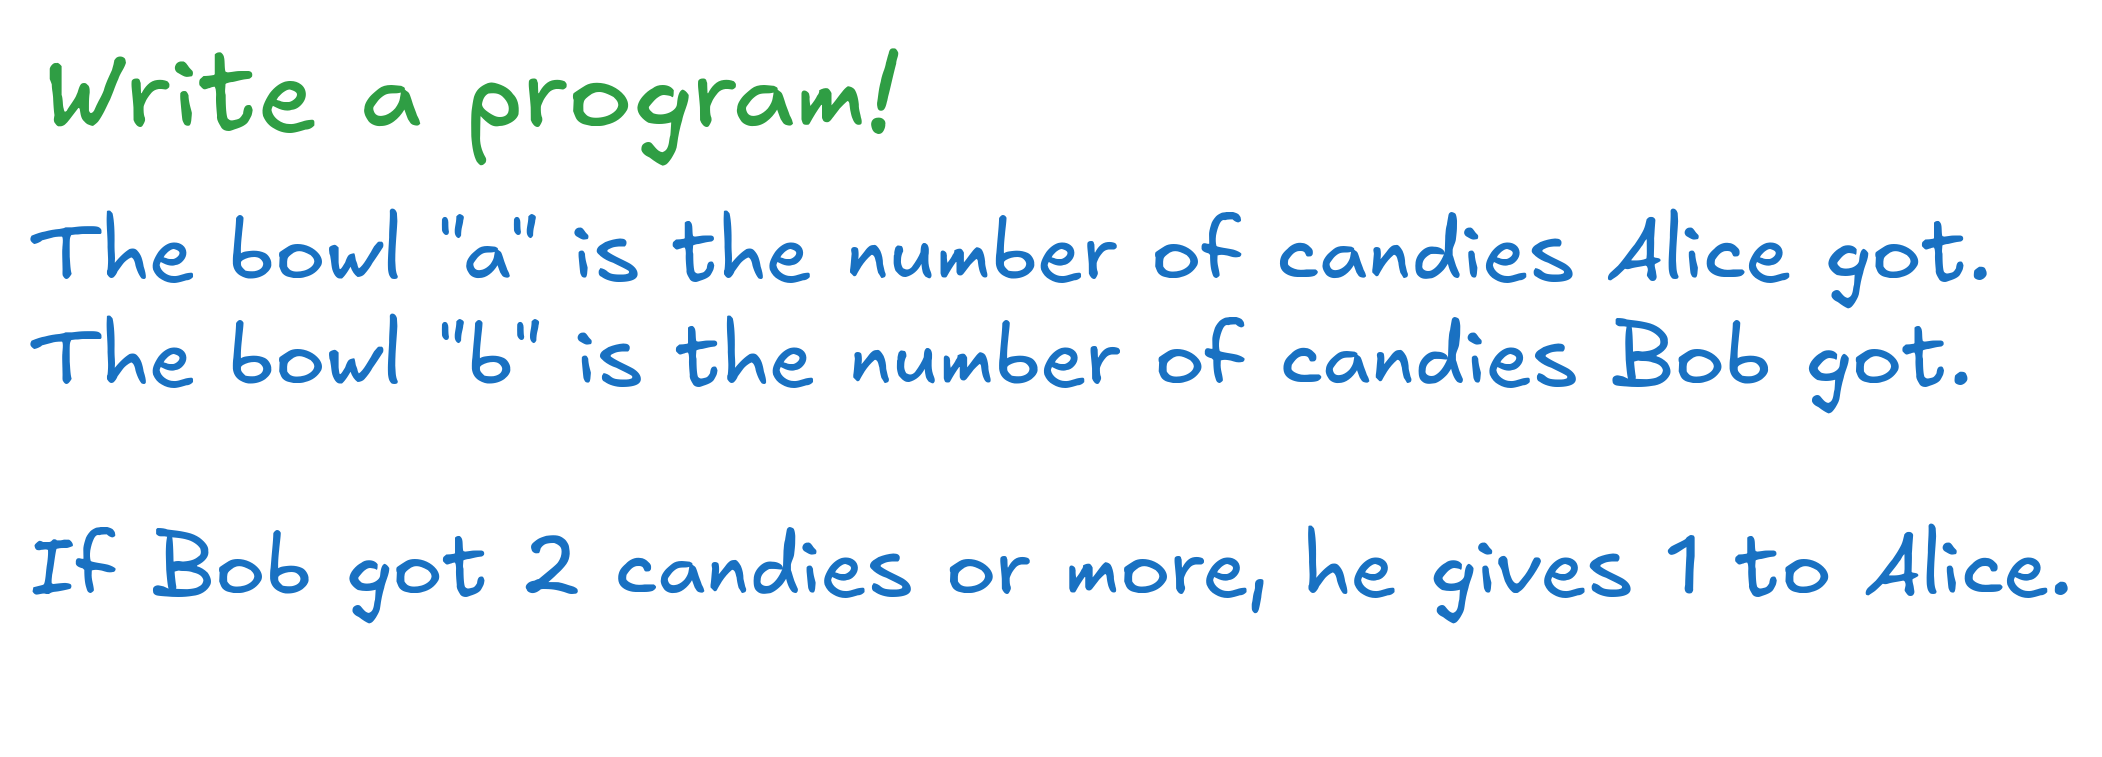 Write a program!
The bowl "a" is the number of candies Alice got.
The bowl "b" is the number of candies Bob got.
If Bob got 2 candies or more, he gives 1 to Alice.